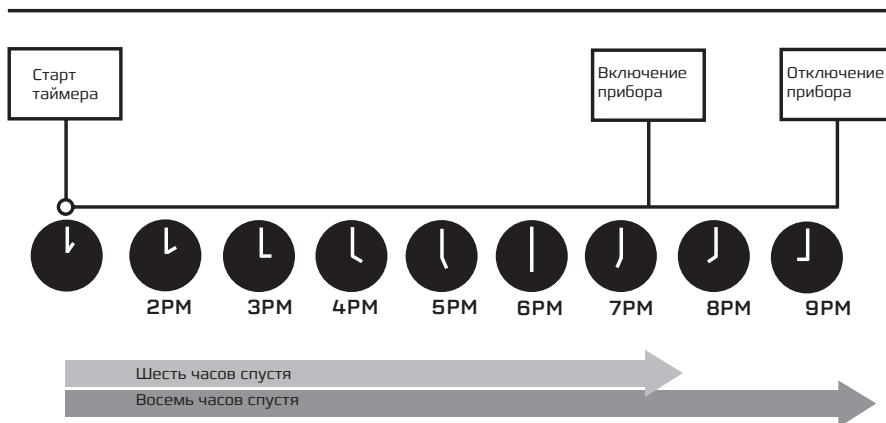 Старт
таймера
Включение
прибора
Отключение
прибора
2PM 3PM 4PM 5PM 6PM 7PM 8PM 9PM
Шесть часов спустя
Восемь часов спустя